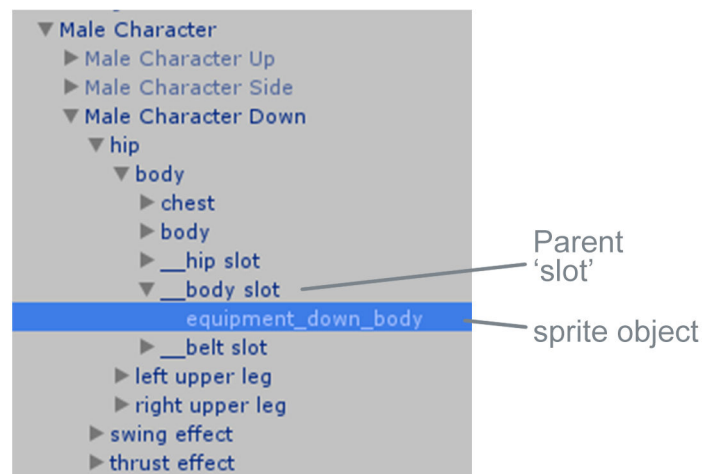 Male Character
Male Character Up
Male Character Side
Male Character Down
hip
body
chest
body
__hip slot
__body slot
equipment_down_body
__belt slot
left upper leg
right upper leg
swing effect
thrust effect
Parent
‘slot’
sprite object